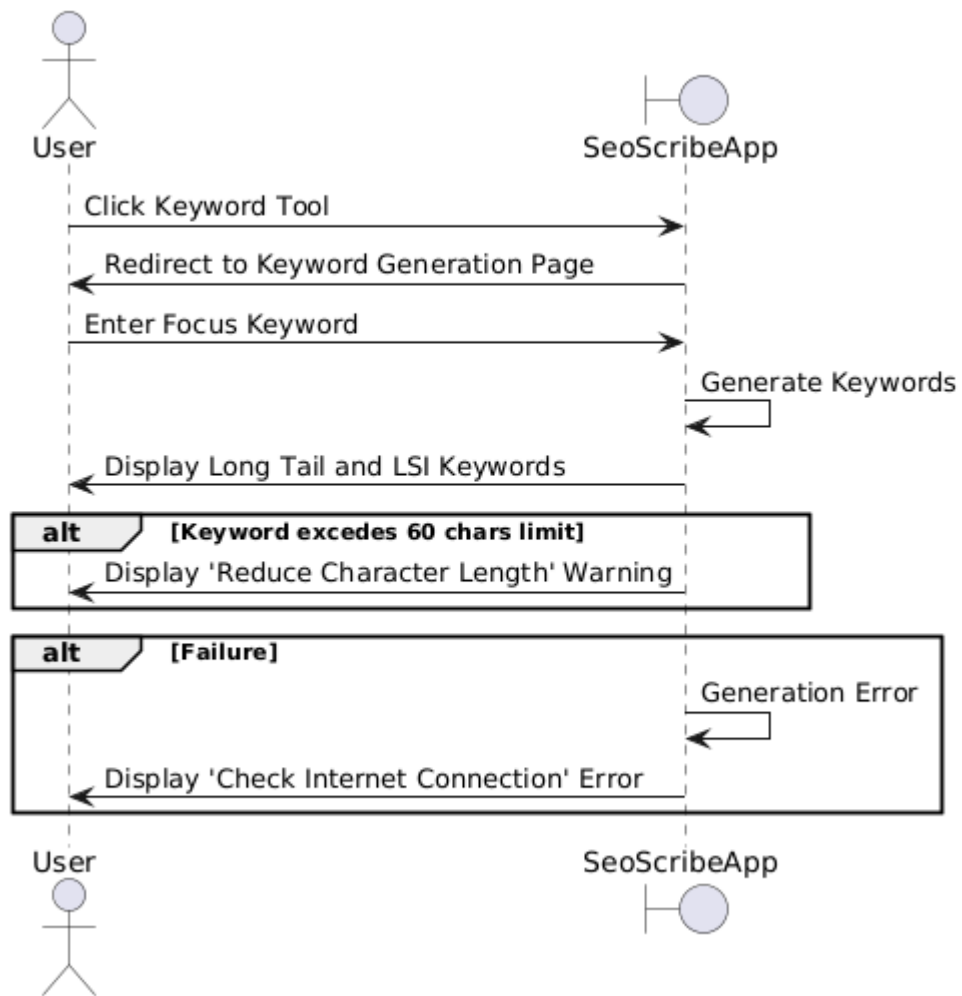 User
SeoScribeApp
Click Keyword Tool
Redirect to Keyword Generation Page
Enter Focus Keyword
Generate Keywords
Display Long Tail and LSI Keywords
alt [Keyword excedes 60 chars limit]
Display 'Reduce Character Length' Warning
alt [Failure]
Generation Error
Display 'Check Internet Connection' Error
User
SeoScribeApp